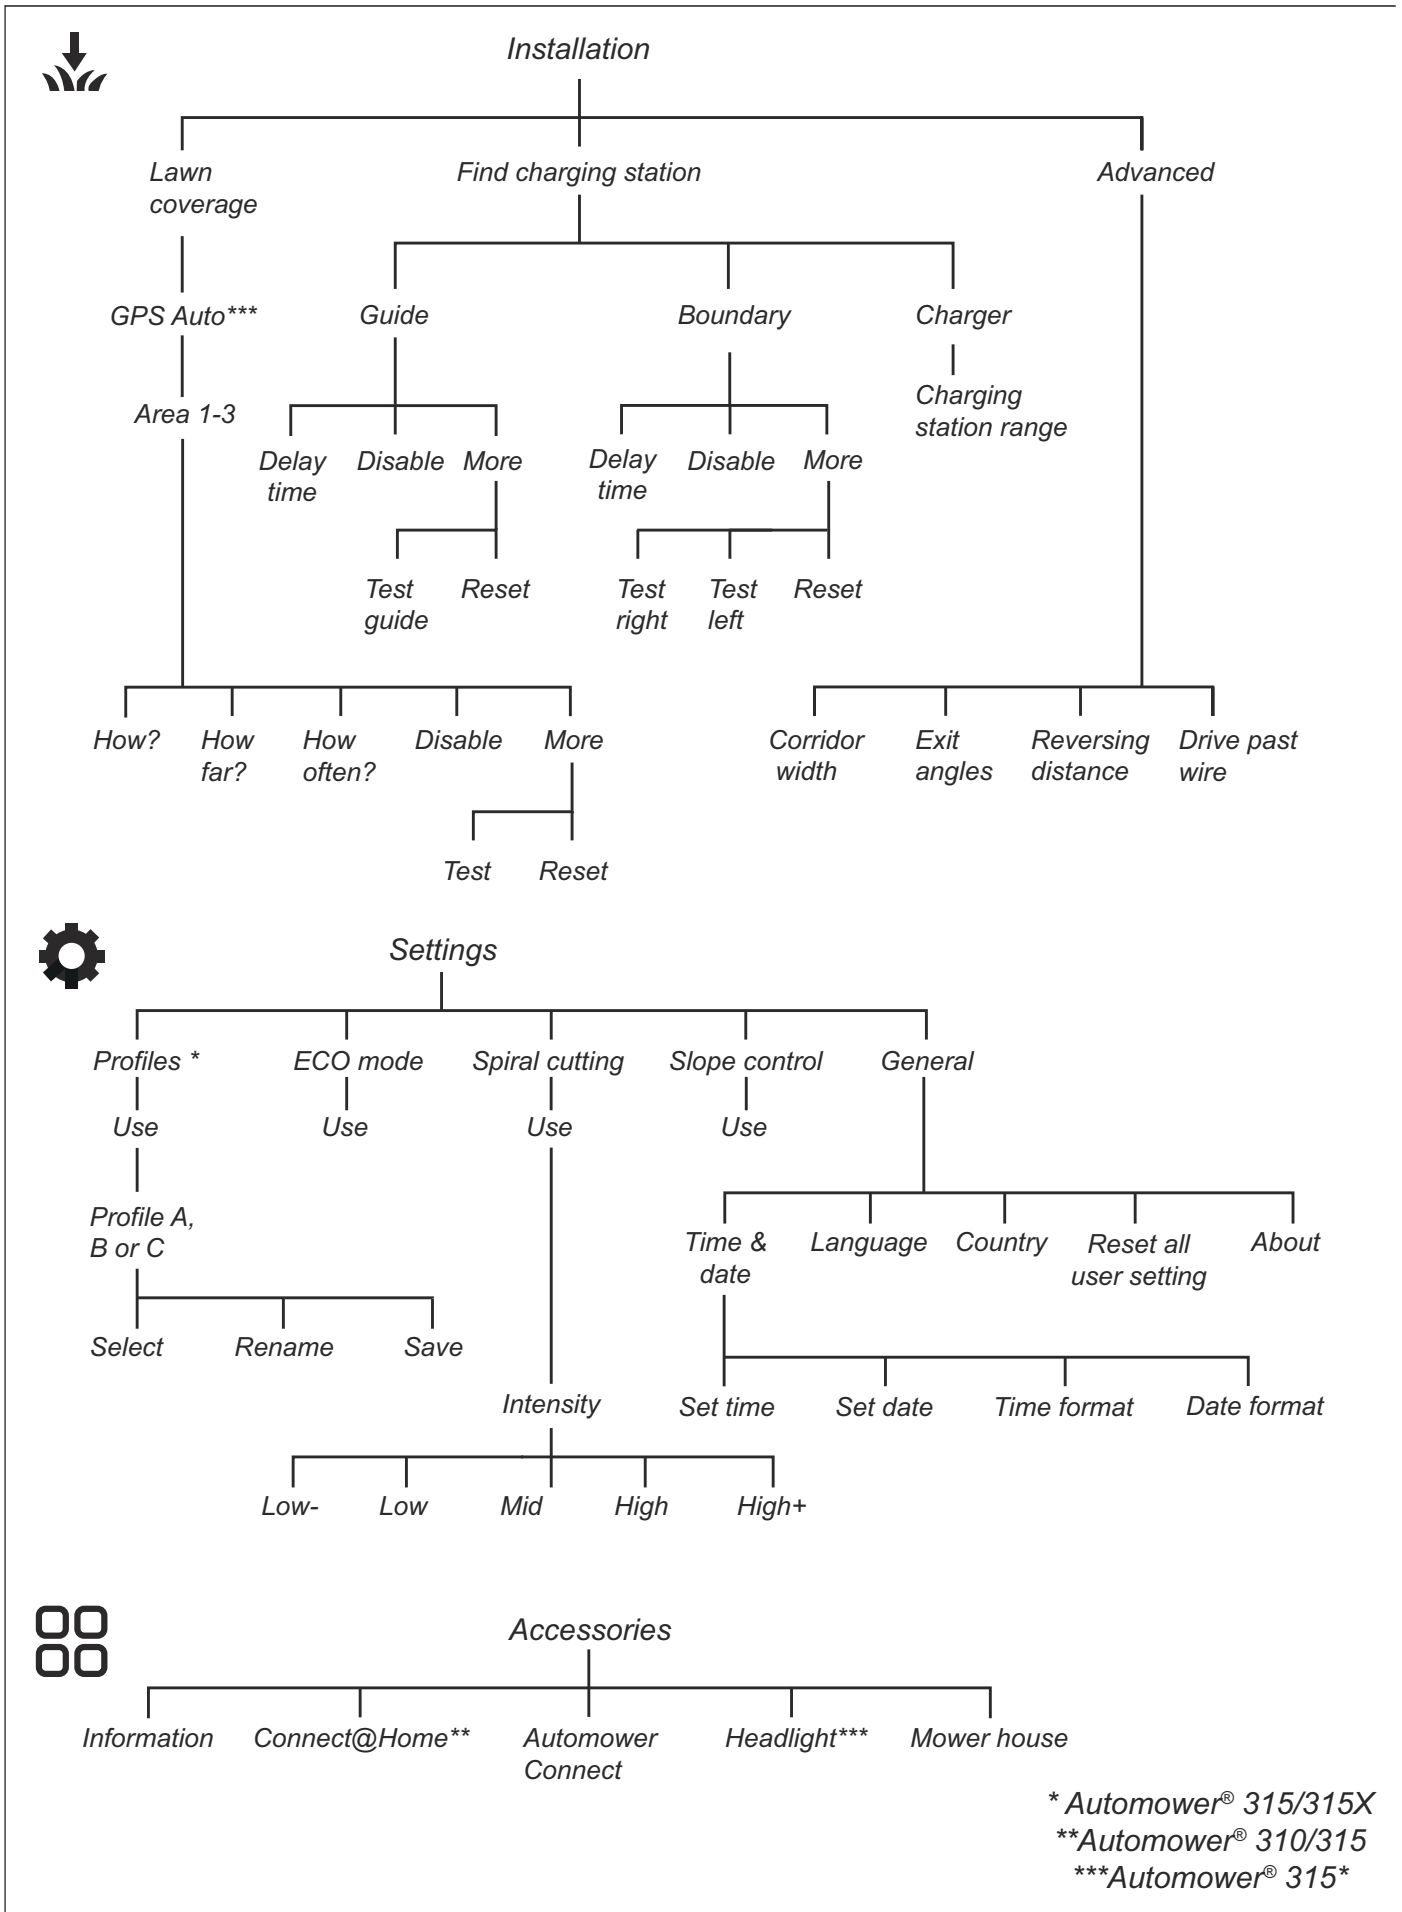 Installation
Lawn
coverage
Find charging station
Advanced
GPS Auto***
Guide
Boundary
Charger
Area 1-3
Charging
station range
Delay
time
Disable
More
Delay
time
Disable
More
Test
guide
Reset
Test
right
Test
left
Reset
How?
How
far?
How
often?
Disable
More
Corridor
width
Exit
angles
Reversing
distance
Drive past
wire
Test
Reset
Settings
Profiles *
ECO mode
Spiral cutting
Slope control
General
Use
Use
Use
Use
Profile A,
B or C
Time &
date
Language
Country
Reset all
user setting
About
Select
Rename
Save
Intensity
Set time
Set date
Time format
Date format
Low-
Low
Mid
High
High+
Accessories
Information
Connect@Home**
Automower
Connect
Headlight***
Mower house
* Automower® 315/315X
**Automower® 310/315
***Automower® 315*